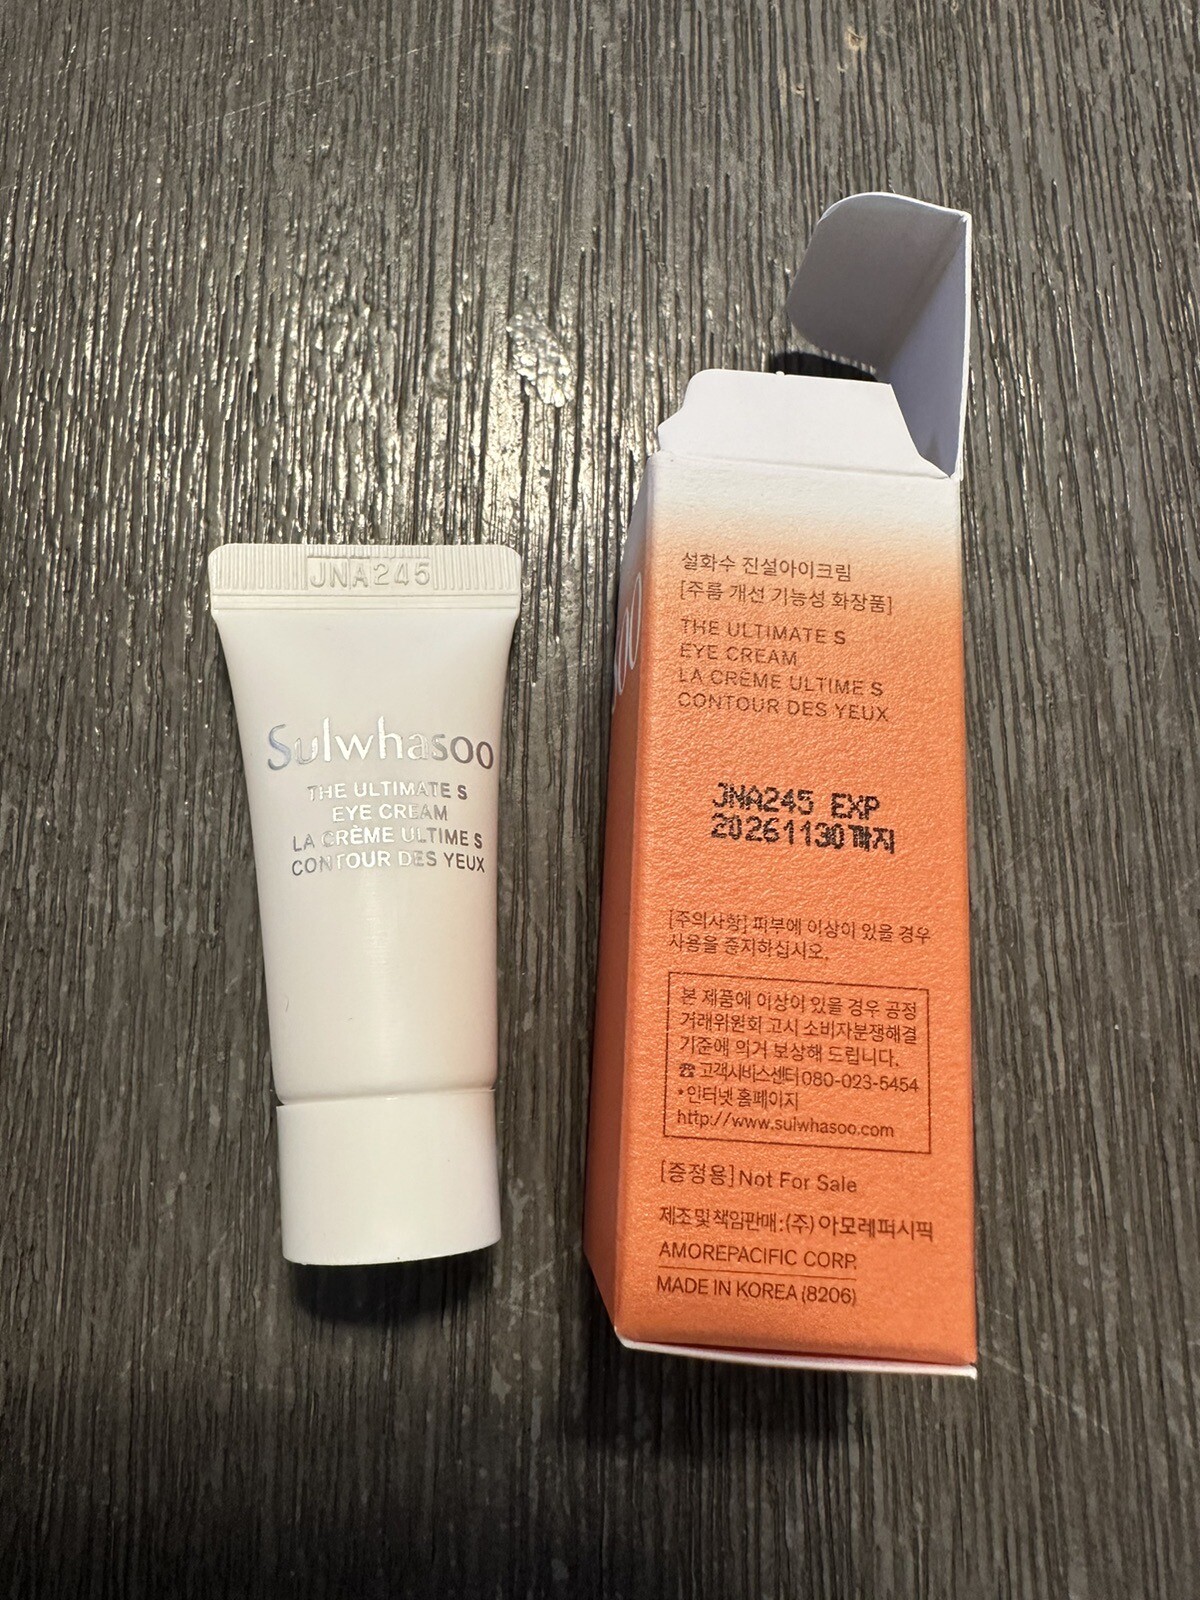 JNA245
Sulwhasoo
THE ULTIMATE S
EYE CREAM
LA CRÈME ULTIME S
CONTOUR DES YEUX
설화수 진설아이크림
[주름 개선 기능성 화장품]
THE ULTIMATE S
EYE CREAM
LA CRÈME ULTIME S
CONTOUR DES YEUX
JNA245 EXP
20261130까지
[주의사항] 피부에 이상이 있을 경우
사용을 중지하십시오.
본 제품에 이상이 있을 경우 공정
거래위원회 고시 소비자분쟁해결
기준에 의거 보상해 드립니다.
☎고객서비스센터 080-023-5454
*인터넷 홈페이지
http://www.sulwhasoo.com
[증정용] Not For Sale
제조 및 책임판매 : (주) 아모레퍼시픽
AMOREPACIFIC CORP.
MADE IN KOREA (8206)